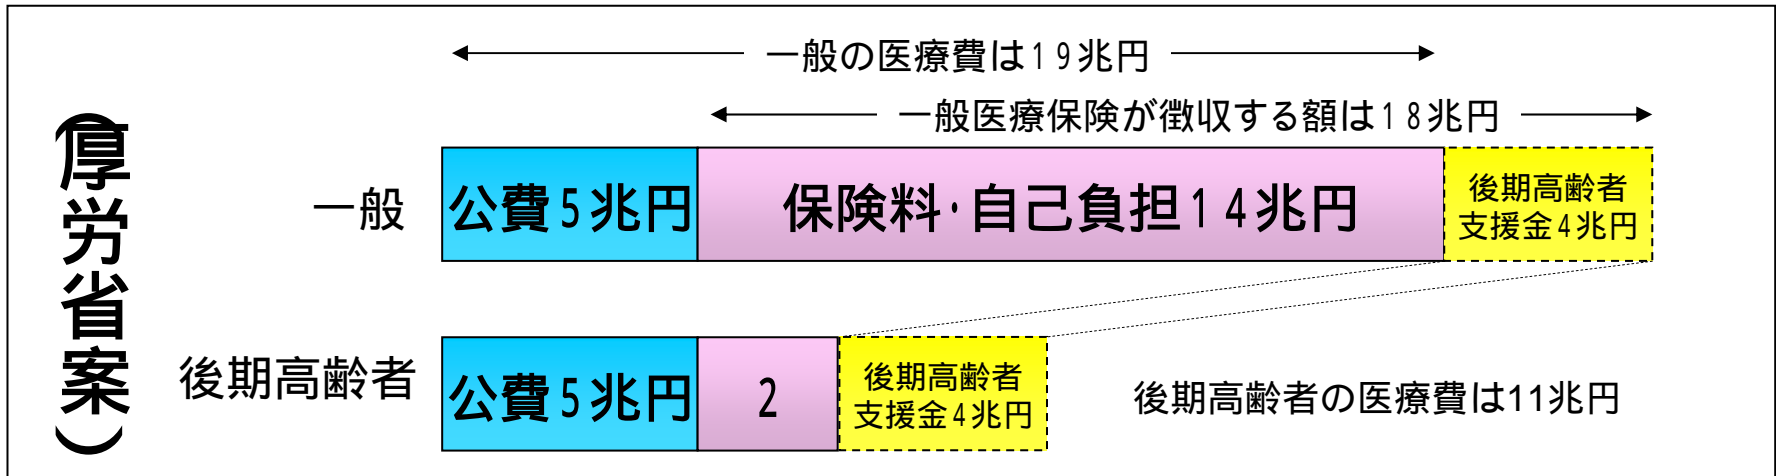 (厚労省案)
一般の医療費は19兆円
一般医療保険が徴収する額は18兆円
一般
公費5兆円
保険料・自己負担14兆円
後期高齢者
支援金4兆円
後期高齢者
公費5兆円
2
後期高齢者
支援金4兆円
後期高齢者の医療費は11兆円